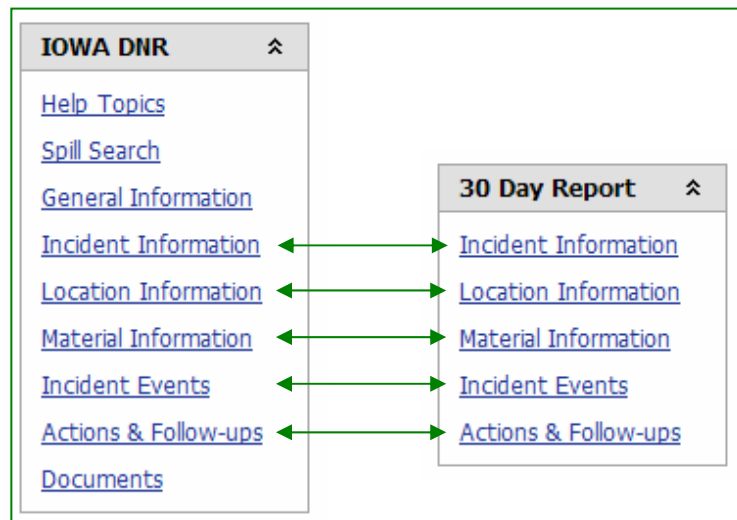 IOWA DNR
Help Topics
Spill Search
General Information
Incident Information
Location Information
Material Information
Incident Events
Actions & Follow-ups
Documents
30 Day Report
Incident Information
Location Information
Material Information
Incident Events
Actions & Follow-ups